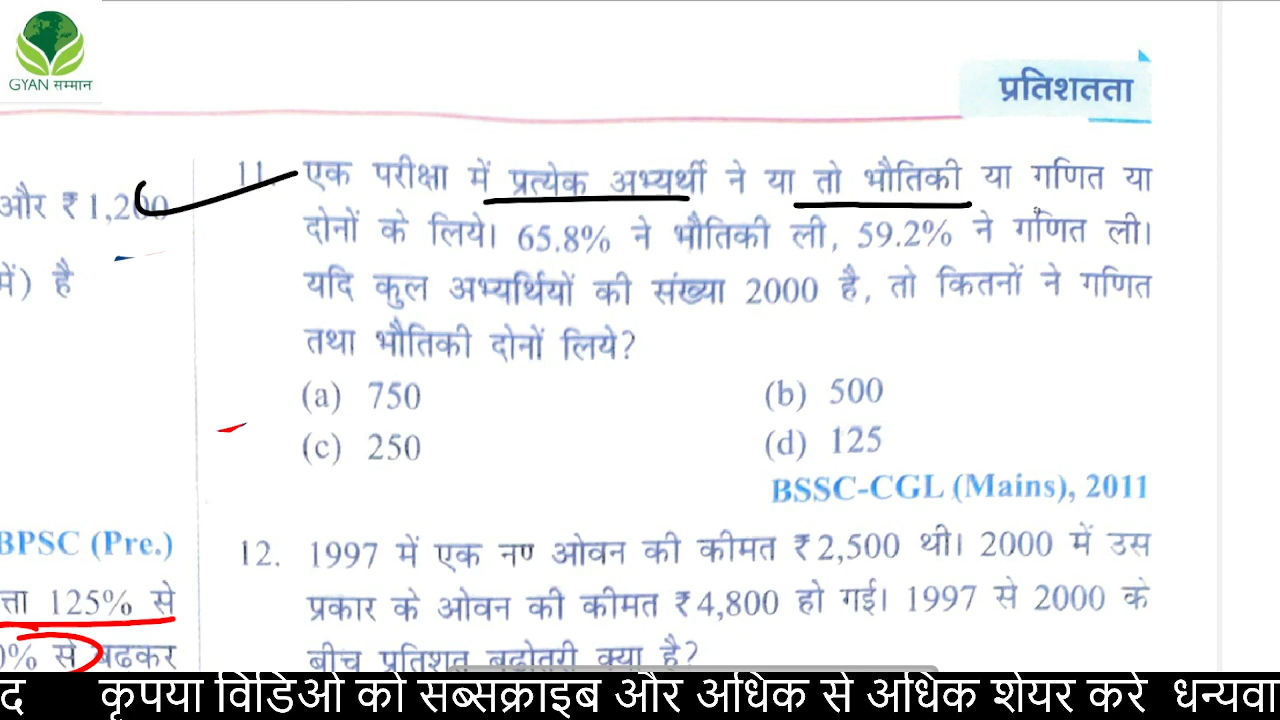 GYAN सम्मान
प्रतिशतता
और ₹ 1,200
में) है
BPSC (Pre.)
त्ता 125% से
0% से बढ़कर
11. एक परीक्षा में प्रत्येक अभ्यर्थी ने या तो भौतिकी या गणित या
दोनों के लिये। 65.8% ने भौतिकी ली, 59.2% ने गणित ली।
यदि कुल अभ्यर्थियों की संख्या 2000 है, तो कितनों ने गणित
तथा भौतिकी दोनों लिये?
(a) 750 (b) 500
(c) 250 (d) 125
BSSC-CGL (Mains), 2011
12. 1997 में एक नए ओवन की कीमत ₹ 2,500 थी। 2000 में उस
प्रकार के ओवन की कीमत ₹ 4,800 हो गई। 1997 से 2000 के
बीच प्रतिशत बढ़ोतरी क्या है?
द कृपया विडिओ को सब्सक्राइब और अधिक से अधिक शेयर करे धन्यवा